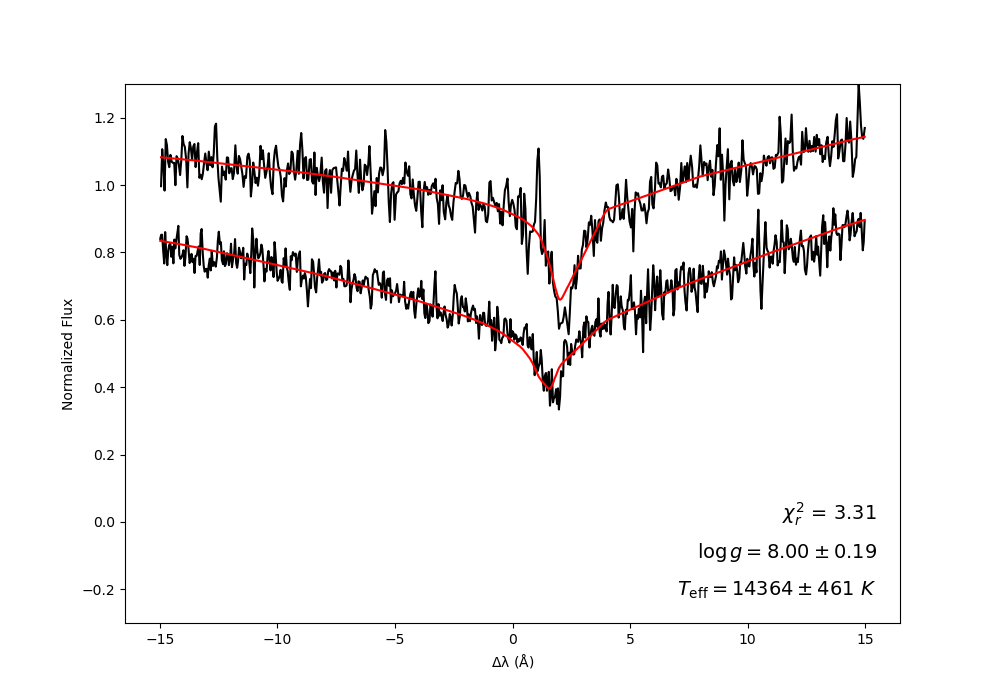 1.2
1.0
0.8
0.6
0.4
0.2
0.0
−0.2
Normalized Flux
χ²ᵣ = 3.31
log g = 8.00 ± 0.19
T_eff = 14364 ± 461 K
−15 −10 −5 0 5 10 15
Δλ (Å)